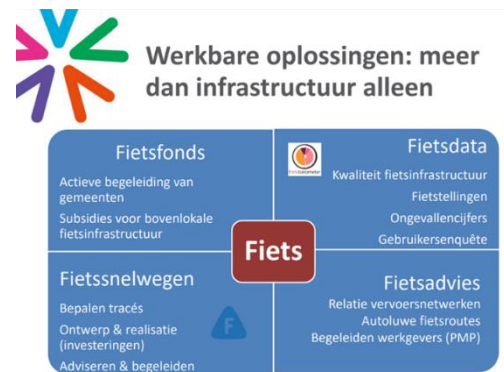 Werkbare oplossingen: meer
dan infrastructuur alleen
Fietsfonds
Actieve begeleiding van
gemeenten
Subsidies voor bovenlokale
fietsinfrastructuur
Fietsdata
Kwaliteit fietsinfrastructuur
Fietstellingen
Ongevallencijfers
Gebruikersenquête
Fiets
Fietssnelwegen
Bepalen tracés
Ontwerp & realisatie
(investeringen)
Adviseren & begeleiden
F
Fietsadvies
Relatie vervoersnetwerken
Autoluwe fietsroutes
Begeleiden werkgevers (PMP)